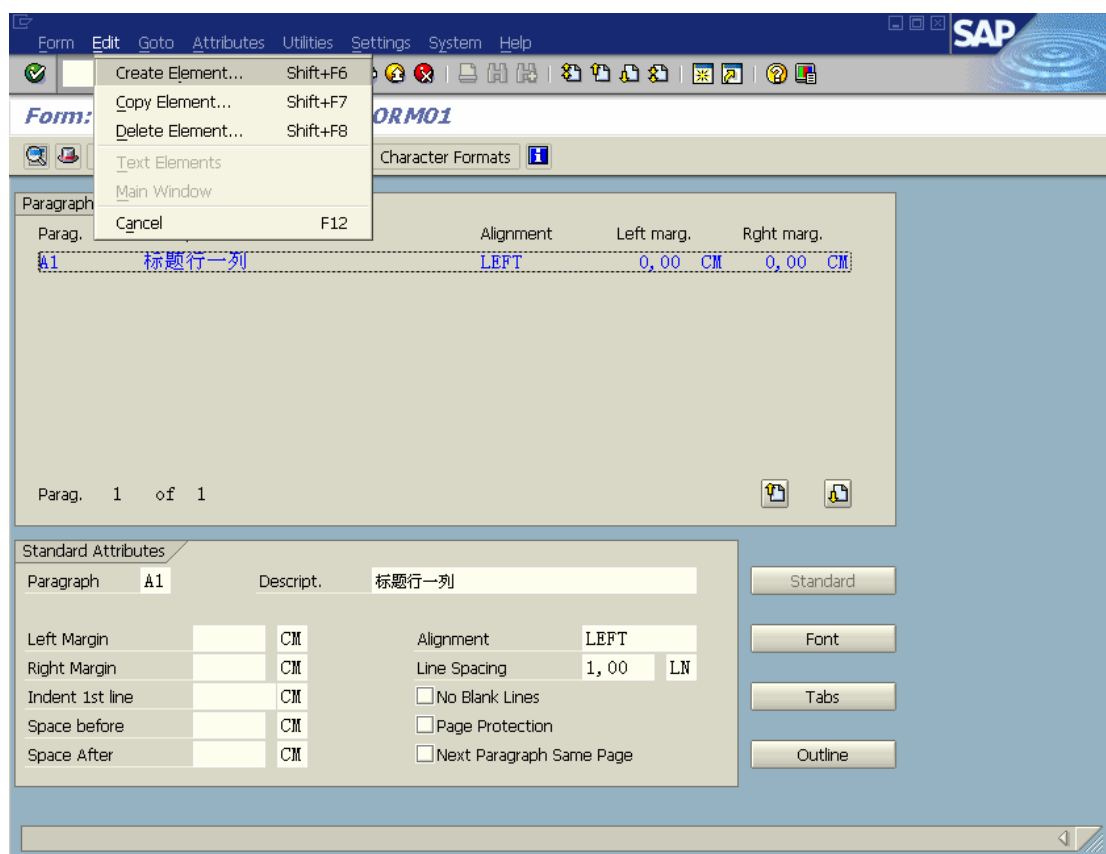 Form Edit Goto Attributes Utilities Settings System Help
SAP
Create Element... Shift+F6
Copy Element... Shift+F7
Form: ORM01
Delete Element... Shift+F8
Character Formats
Text Elements
Main Window
Paragraph
Cancel F12
Parag. Alignment Left marg. Rght marg.
A1 标题行一列 LEFT 0,00 CM 0,00 CM
Parag. 1 of 1
Standard Attributes
Paragraph A1 Descript. 标题行一列 Standard
Left Margin CM Alignment LEFT Font
Right Margin CM Line Spacing 1,00 LN
Indent 1st line CM No Blank Lines Tabs
Space before CM Page Protection
Space After CM Next Paragraph Same Page Outline